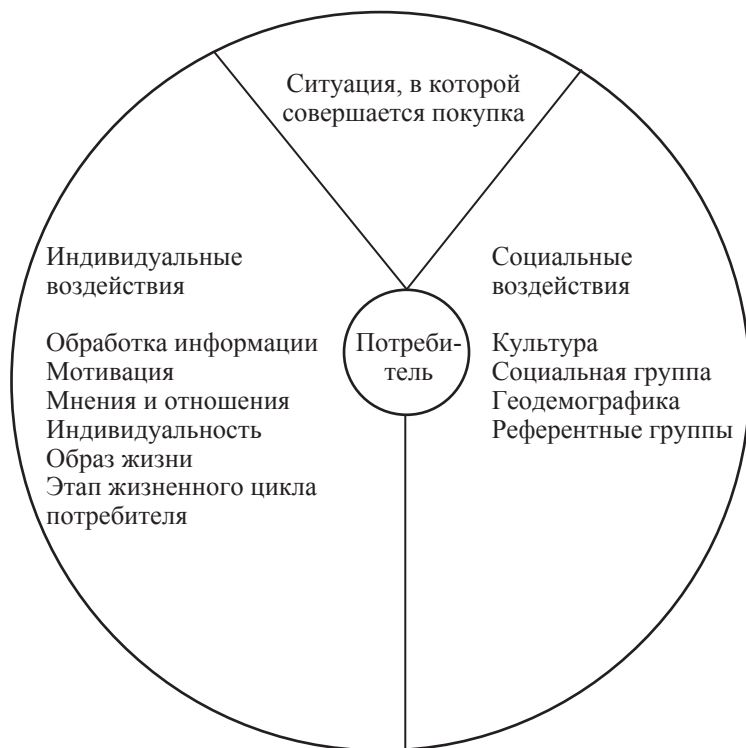 Ситуация, в которой
совершается покупка
Индивидуальные
воздействия
Обработка информации
Мотивация
Мнения и отношения
Индивидуальность
Образ жизни
Этап жизненного цикла
потребителя
Потреби-
тель
Социальные
воздействия
Культура
Социальная группа
Геодемографика
Референтные группы